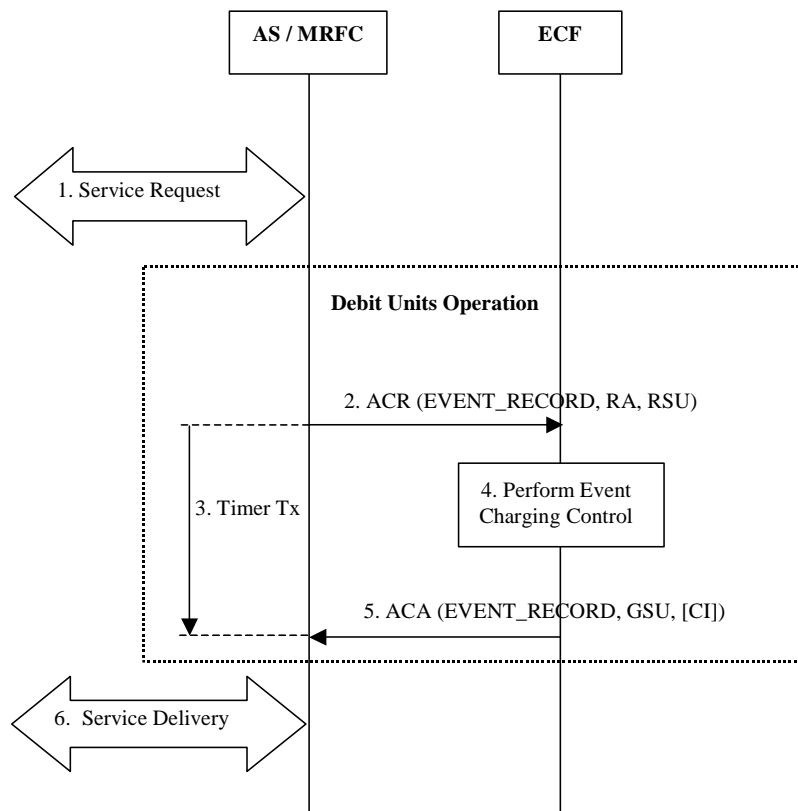 AS / MRFC
ECF
1. Service Request
Debit Units Operation
2. ACR (EVENT_RECORD, RA, RSU)
3. Timer Tx
4. Perform Event
Charging Control
5. ACA (EVENT_RECORD, GSU, [CI])
6. Service Delivery